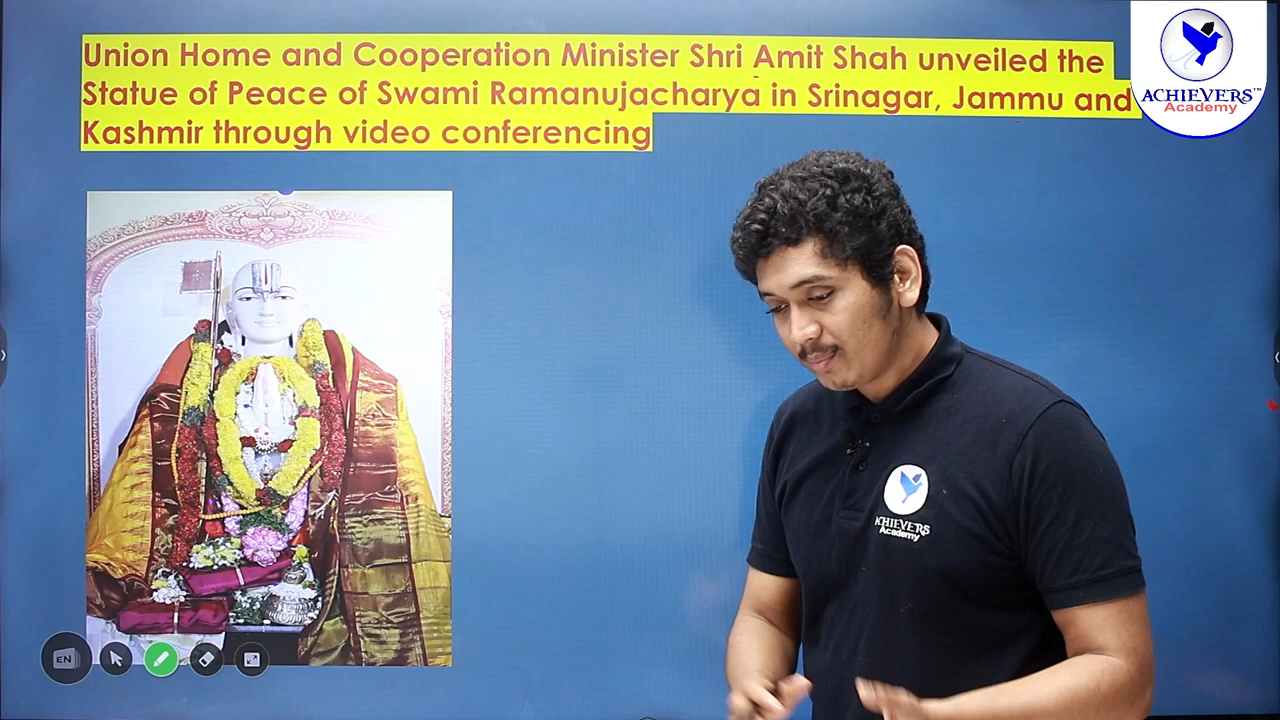 Union Home and Cooperation Minister Shri Amit Shah unveiled the
Statue of Peace of Swami Ramanujacharya in Srinagar, Jammu and
Kashmir through video conferencing
ACHIEVERS™
Academy
ACHIEVERS
Academy
EN